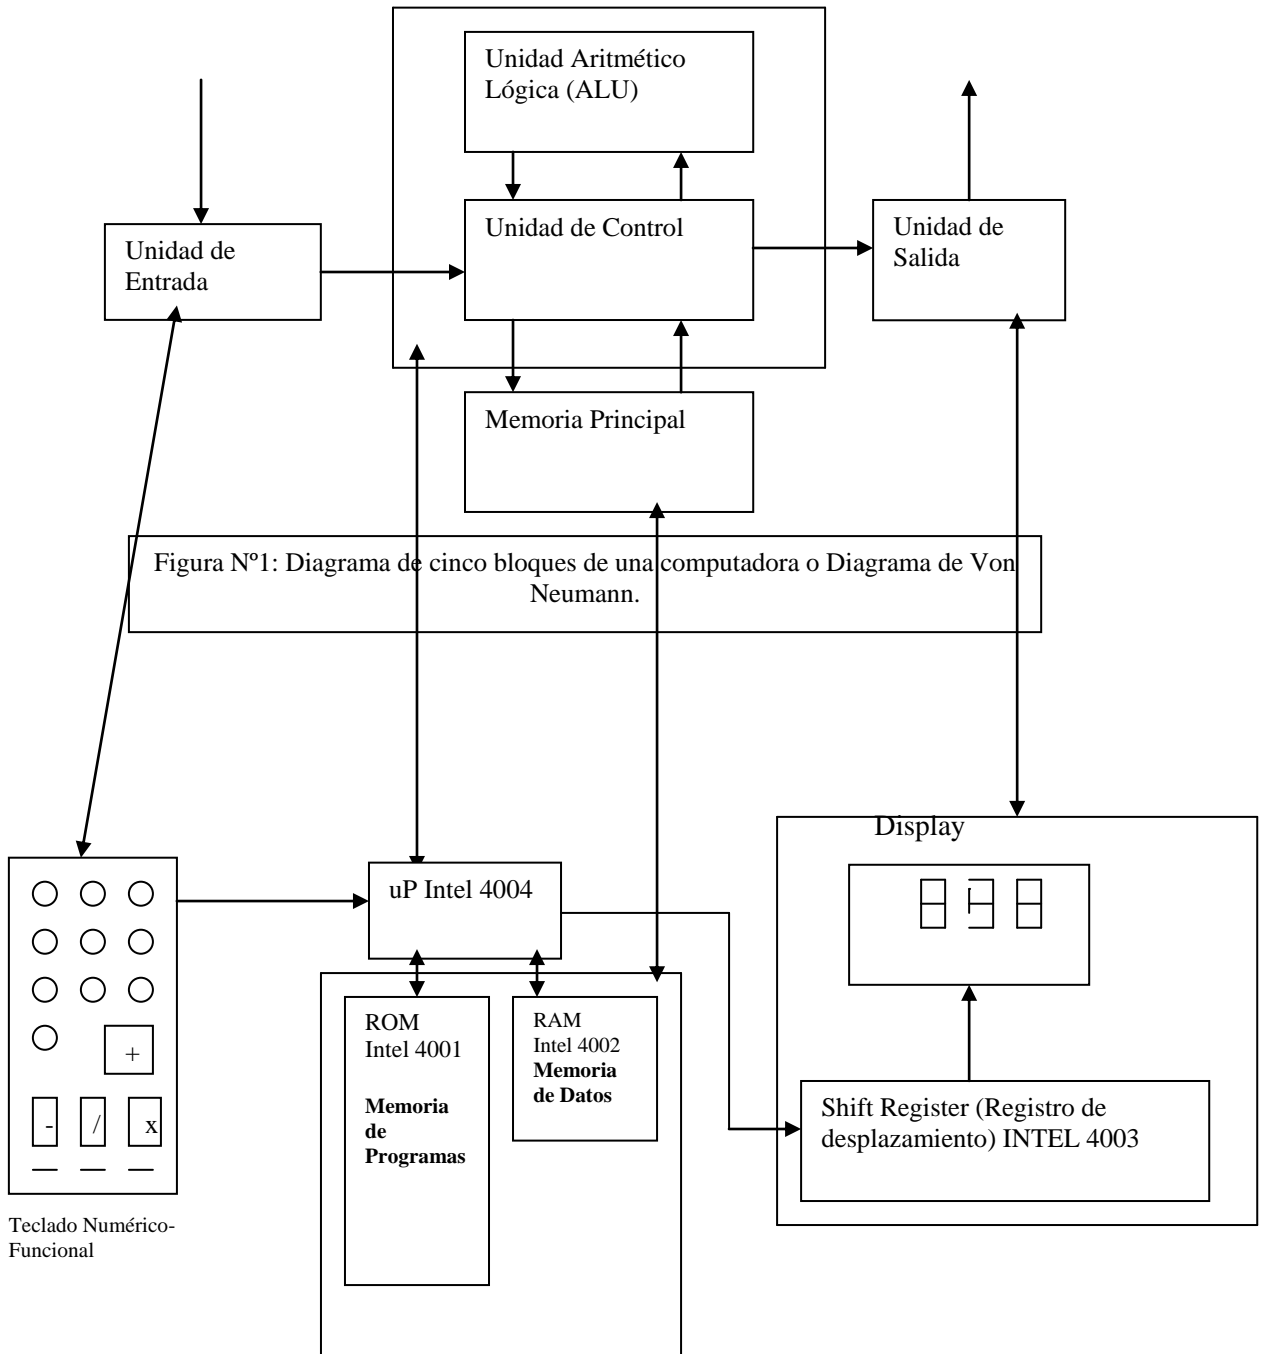 Unidad Aritmético
Lógica (ALU)
Unidad de
Entrada
Unidad de Control
Unidad de
Salida
Memoria Principal
Figura Nº1: Diagrama de cinco bloques de una computadora o Diagrama de Von
Neumann.
Display
uP Intel 4004
+
-
/
x
Teclado Numérico-
Funcional
ROM
Intel 4001
Memoria
de
Programas
RAM
Intel 4002
Memoria
de Datos
Shift Register (Registro de
desplazamiento) INTEL 4003